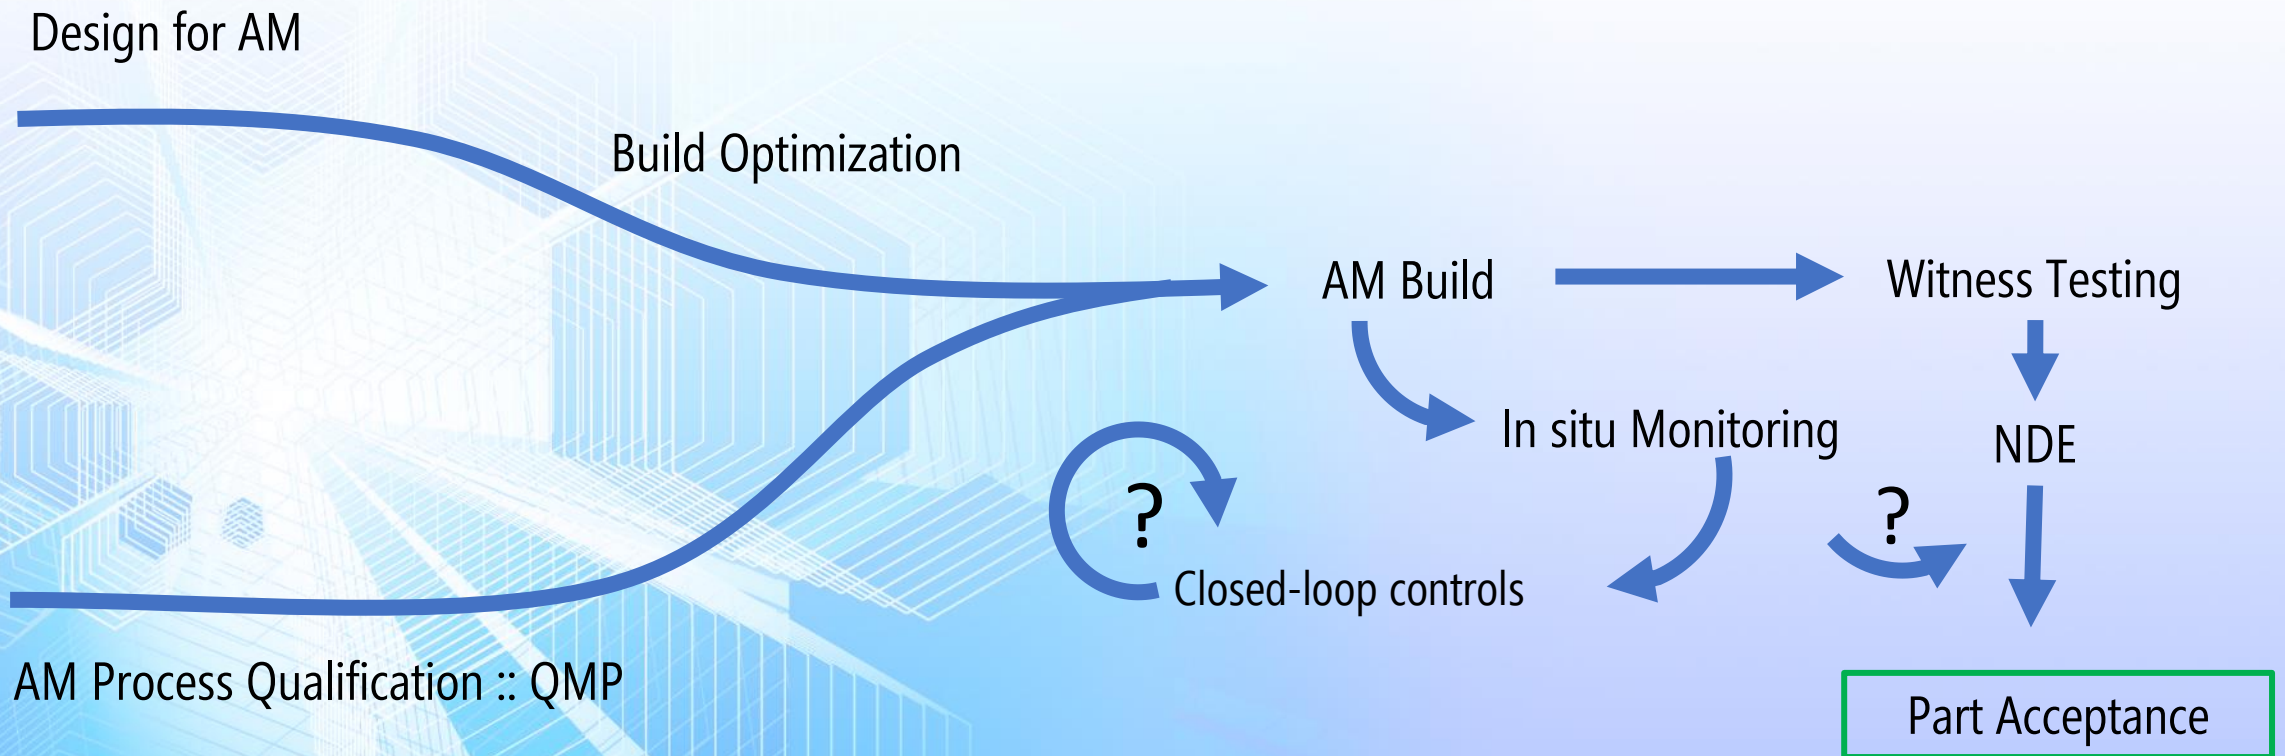 Design for AM
Build Optimization
AM Build
Witness Testing
In situ Monitoring
NDE
?
?
Closed-loop controls
AM Process Qualification :: QMP
Part Acceptance